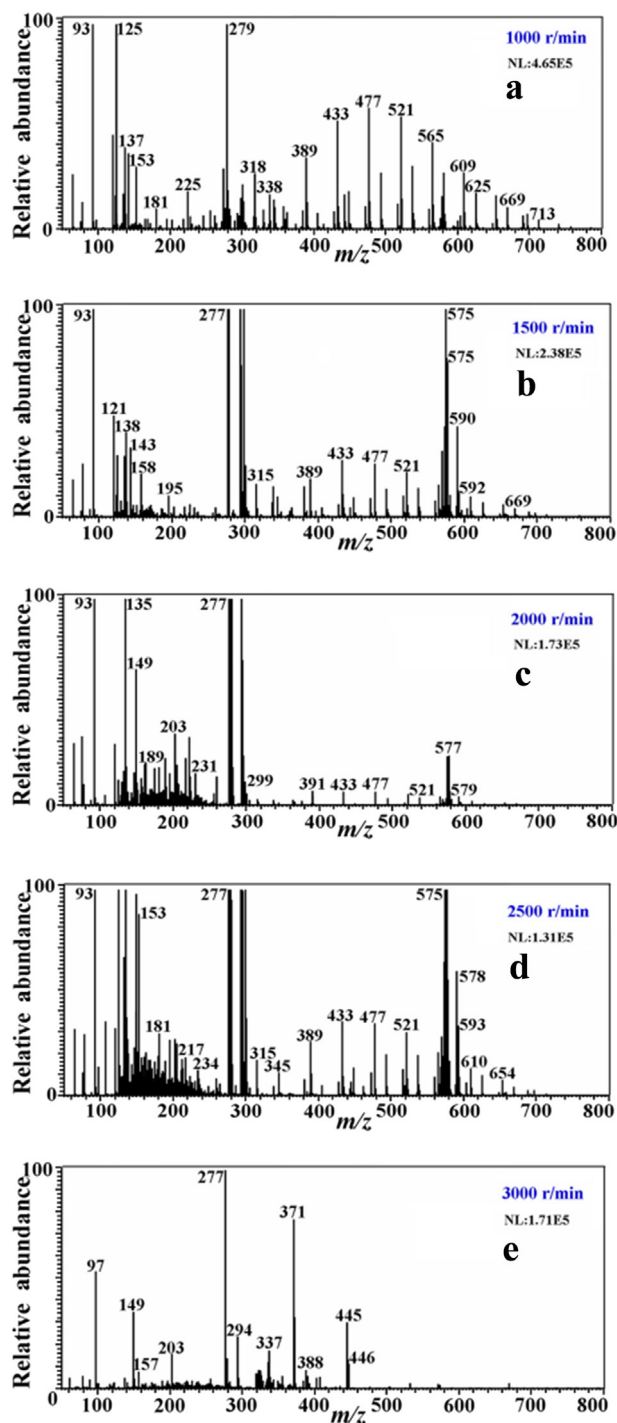 Relative abundance
100
0
93
125
137
153
181
225
279
318
338
389
433
477
521
565
609
625
669
713
1000 r/min
NL:4.65E5
a
100 200 300 400 500 600 700 800
m/z
Relative abundance
100
0
93
121
138
143
158
195
277
315
389
433
477
521
575
575
590
592
669
1500 r/min
NL:2.38E5
b
100 200 300 400 500 600 700 800
m/z
Relative abundance
100
0
93
135
149
189
203
231
277
299
391
433
477
521
577
579
2000 r/min
NL:1.73E5
c
100 200 300 400 500 600 700 800
m/z
Relative abundance
100
0
93
153
181
217
234
277
315
345
389
433
477
521
575
578
593
610
654
2500 r/min
NL:1.31E5
d
100 200 300 400 500 600 700 800
m/z
Relative abundance
100
0
97
149
157
203
277
294
337
371
388
445
446
3000 r/min
NL:1.71E5
e
100 200 300 400 500 600 700 800
m/z